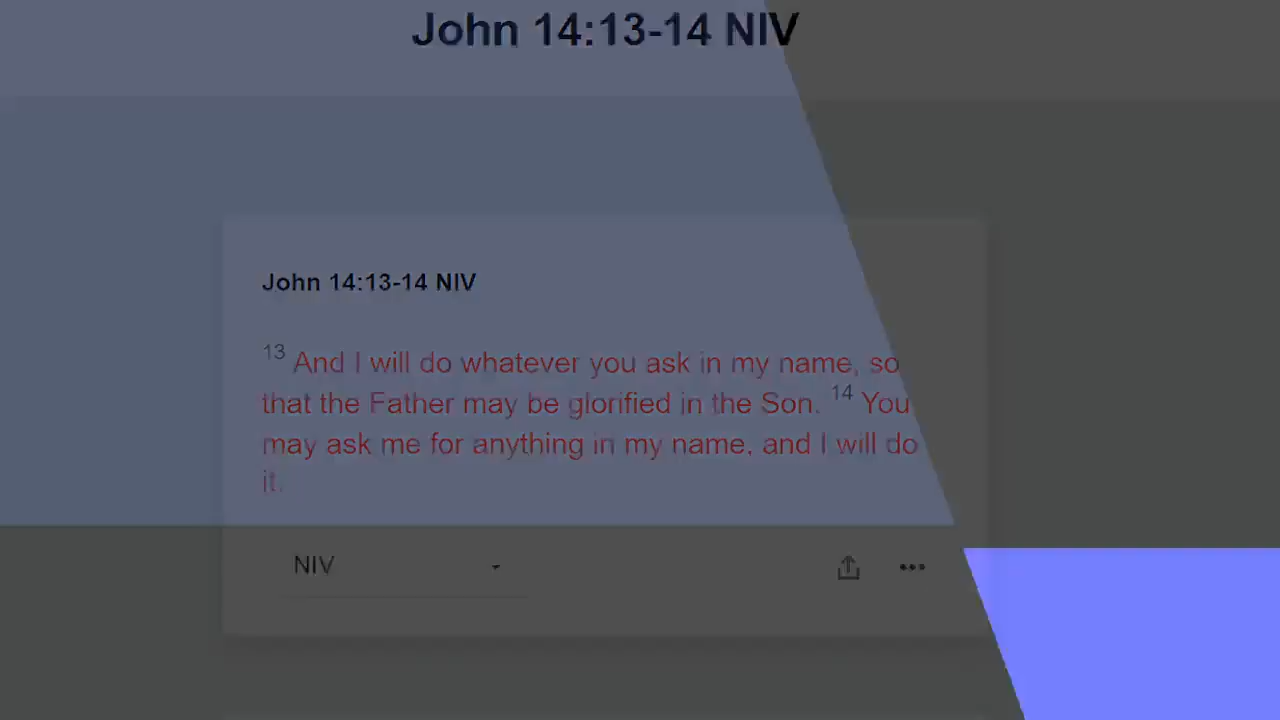 John 14:13-14 NIV
John 14:13-14 NIV
13 And I will do whatever you ask in my name, so
that the Father may be glorified in the Son. 14 You
may ask me for anything in my name, and I will do
it.
NIV